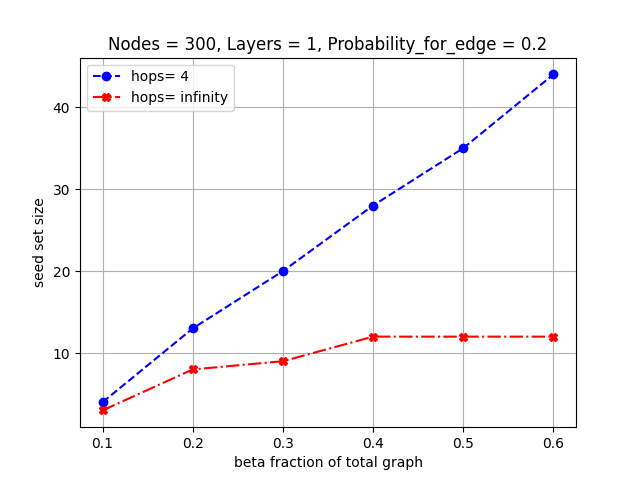 Nodes = 300, Layers = 1, Probability_for_edge = 0.2
hops= 4
hops= infinity
40
30
20
10
seed set size
0.1 0.2 0.3 0.4 0.5 0.6
beta fraction of total graph